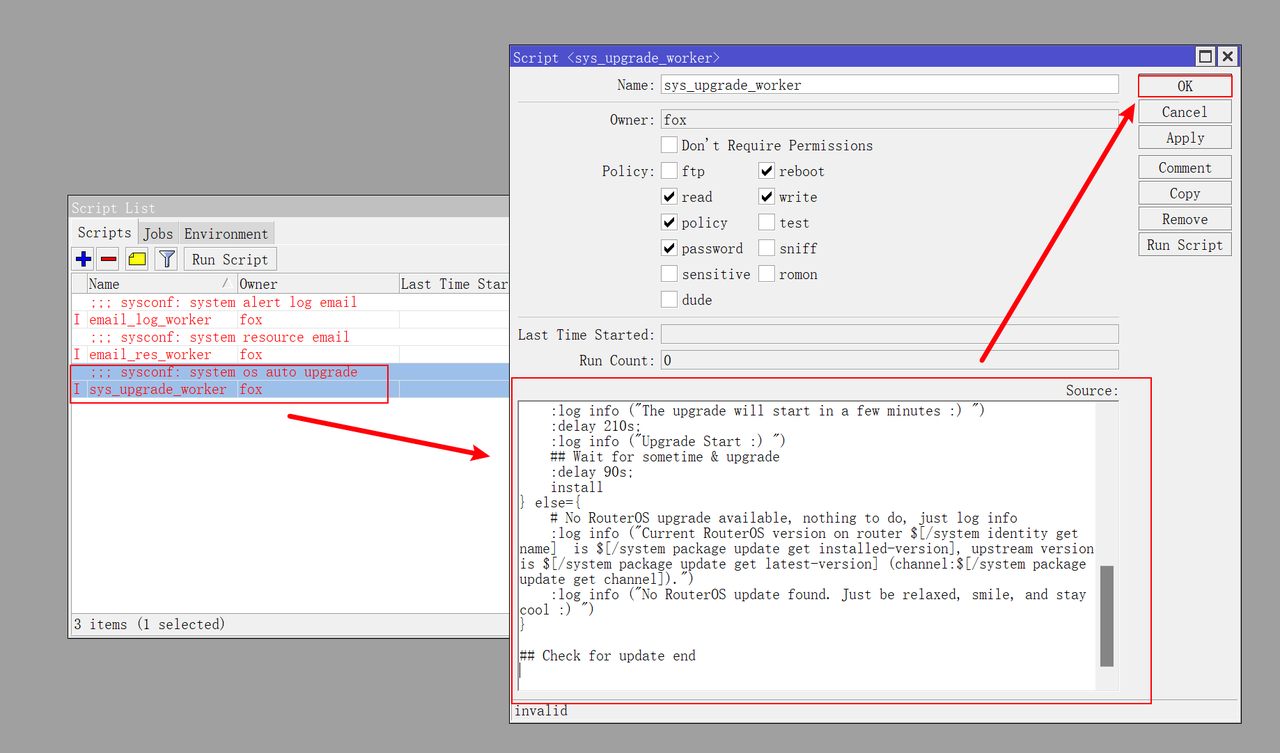 Script List
Scripts Jobs Environment
Run Script
Name / Owner Last Time Star
;;; sysconf: system alert log email
I email_log_worker fox
;;; sysconf: system resource email
I email_res_worker fox
;;; sysconf: system os auto upgrade
I sys_upgrade_worker fox
3 items (1 selected)
Script <sys_upgrade_worker>
Name: sys_upgrade_worker
Owner: fox
Don't Require Permissions
Policy: ftp reboot
read write
policy test
password sniff
sensitive romon
dude
Last Time Started:
Run Count: 0
Source:
:log info ("The upgrade will start in a few minutes :) ")
:delay 210s;
:log info ("Upgrade Start :) ")
## Wait for sometime & upgrade
:delay 90s;
install
} else={
# No RouterOS upgrade available, nothing to do, just log info
:log info ("Current RouterOS version on router $[/system identity get
name]  is $[/system package update get installed-version], upstream version
is $[/system package update get latest-version] (channel:$[/system package
update get channel]).")
:log info ("No RouterOS update found. Just be relaxed, smile, and stay
cool :) ")
}
## Check for update end
invalid
OK
Cancel
Apply
Comment
Copy
Remove
Run Script